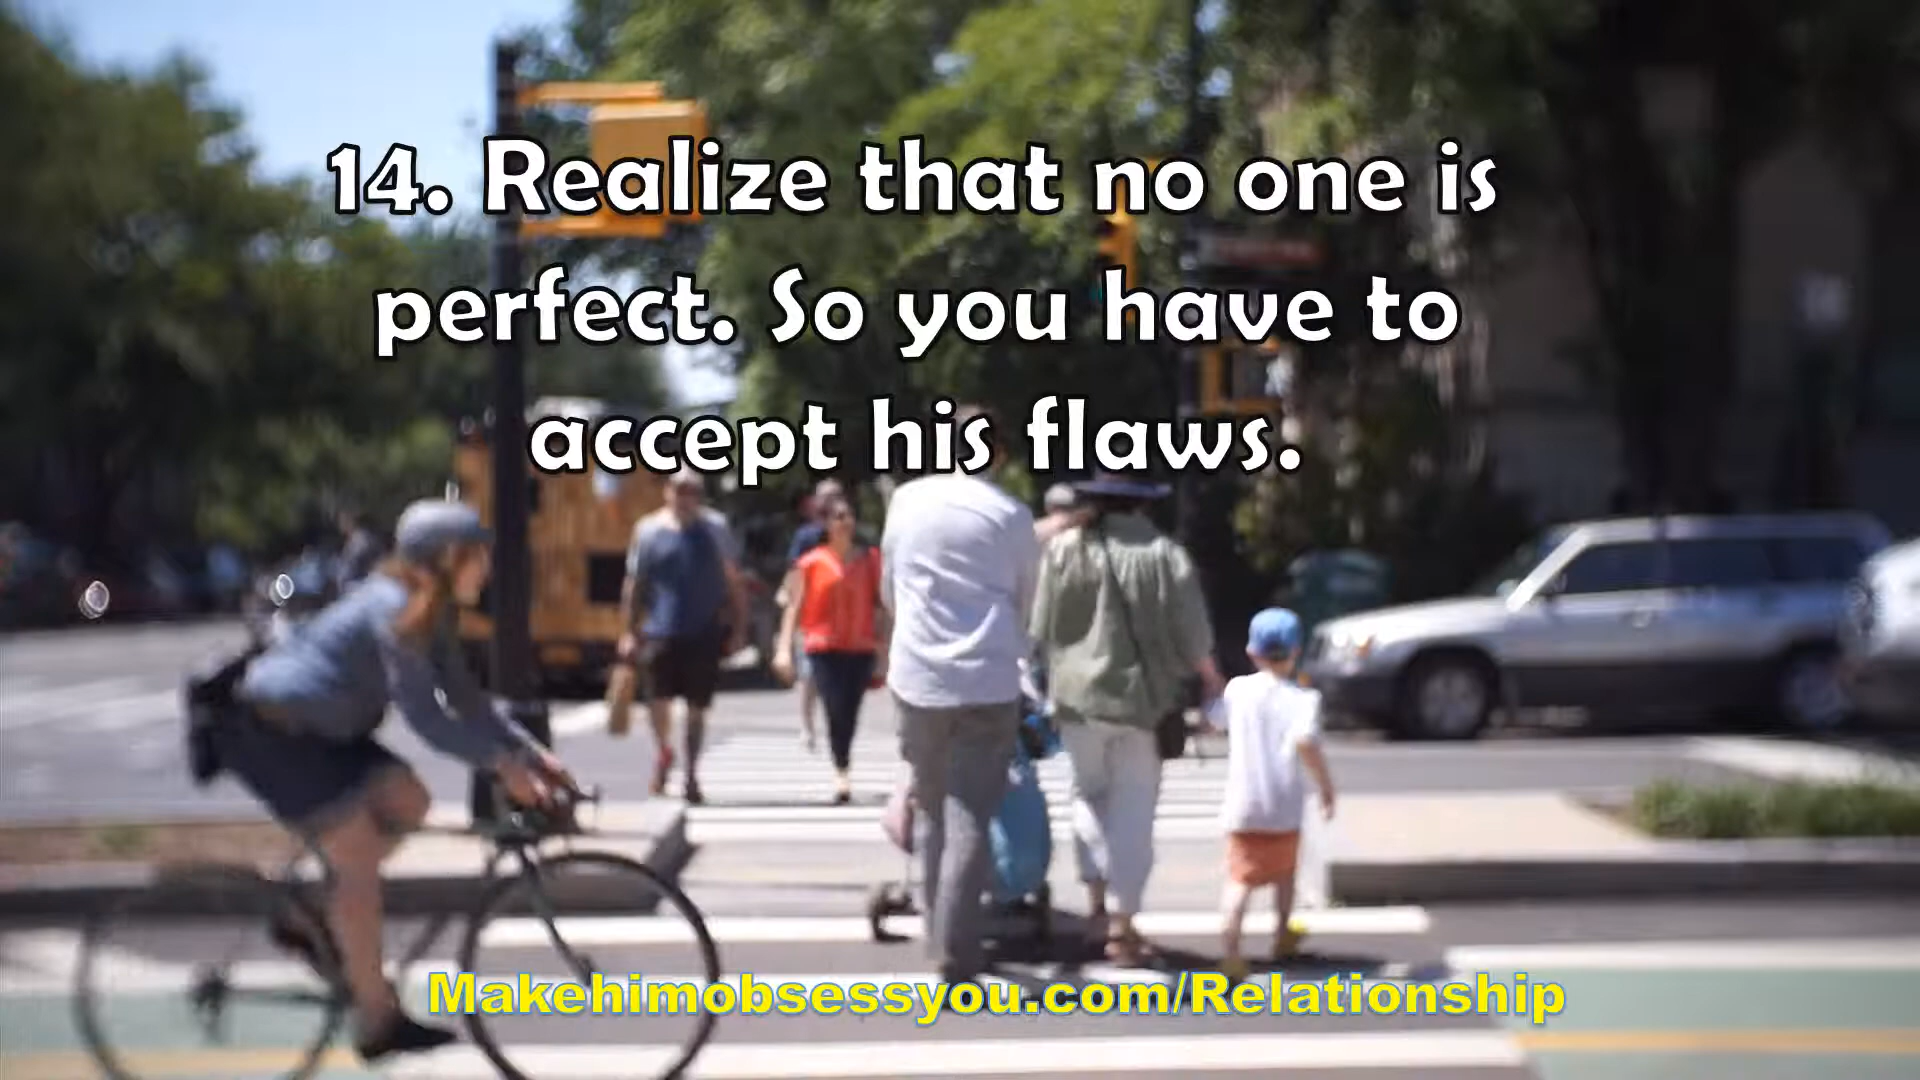 14. Realize that no one is
perfect. So you have to
accept his flaws.
Makehimobsessyou.com/Relationship